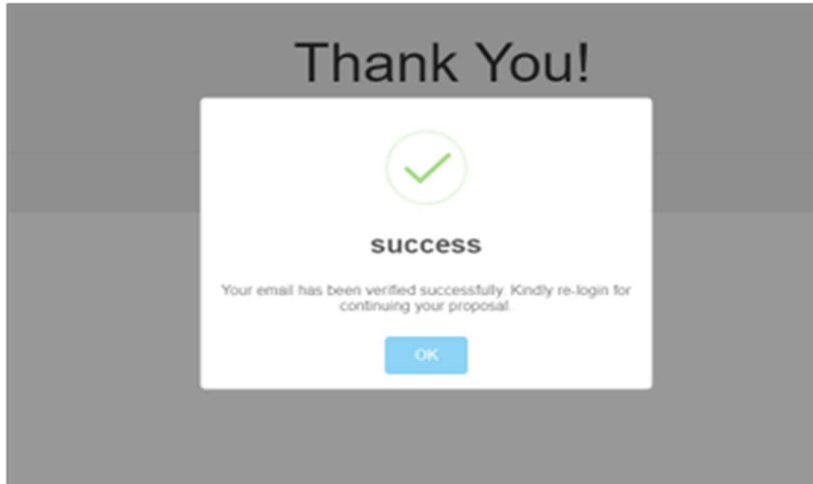 Thank You!
success
Your email has been verified successfully. Kindly re-login for
continuing your proposal.
OK